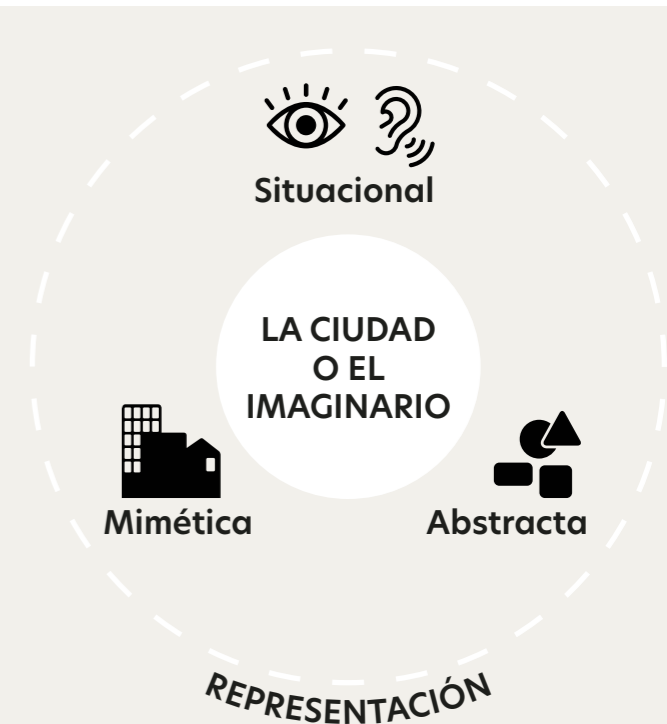 Situacional
LA CIUDAD
O EL
IMAGINARIO
Mimética
Abstracta
REPRESENTACIÓN